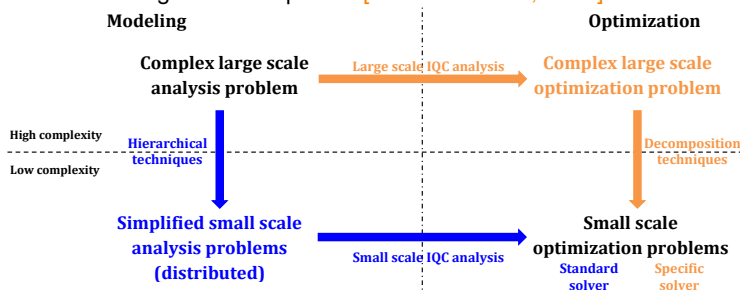 Modeling
Optimization
Complex large scale
analysis problem
Large scale IQC analysis
Complex large scale
optimization problem
High complexity
Low complexity
Hierarchical
techniques
Decomposition
techniques
Simplified small scale
analysis problems
(distributed)
Small scale IQC analysis
Small scale
optimization problems
Standard
solver
Specific
solver